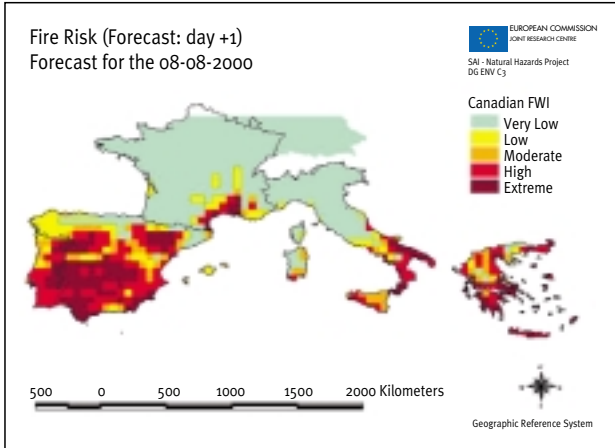 Fire Risk (Forecast: day +1)
Forecast for the 08-08-2000
EUROPEAN COMMISSION
JOINT RESEARCH CENTRE
SAI - Natural Hazards Project
DG ENV C3
Canadian FWI
Very Low
Low
Moderate
High
Extreme
500 0 500 1000 1500 2000 Kilometers
Geographic Reference System